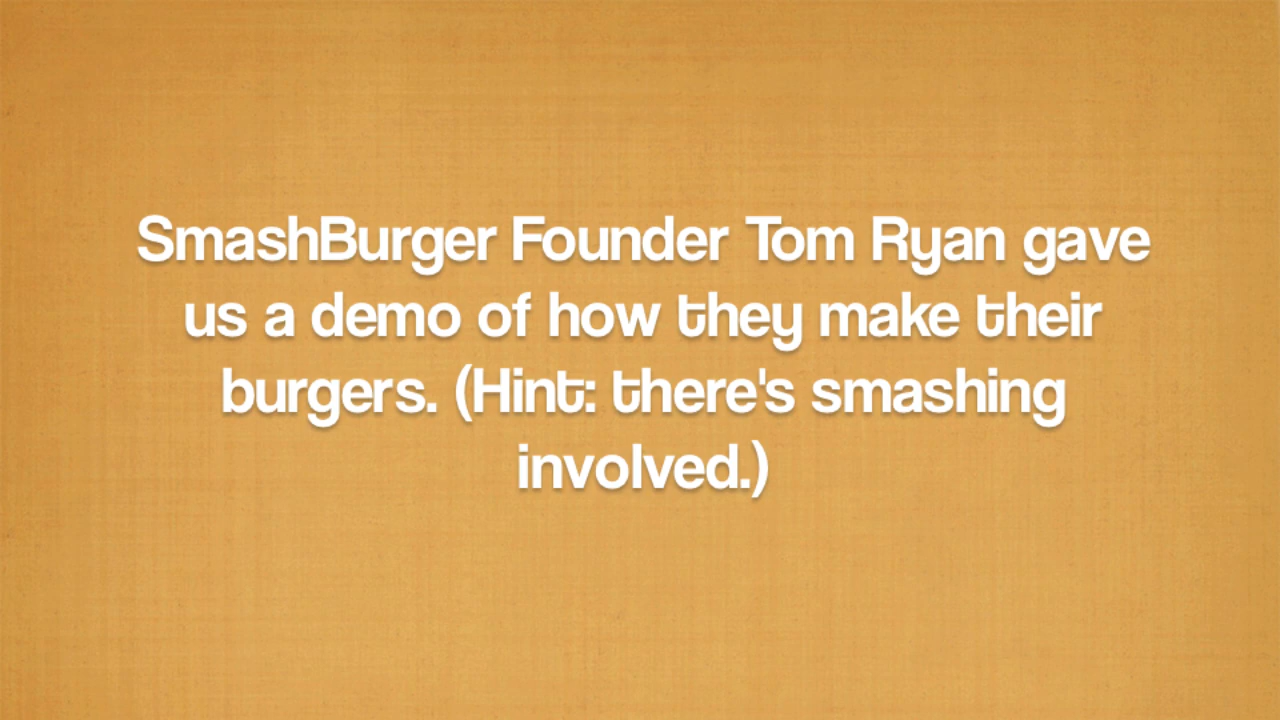 SmashBurger Founder Tom Ryan gave
us a demo of how they make their
burgers. (Hint: there's smashing
involved.)